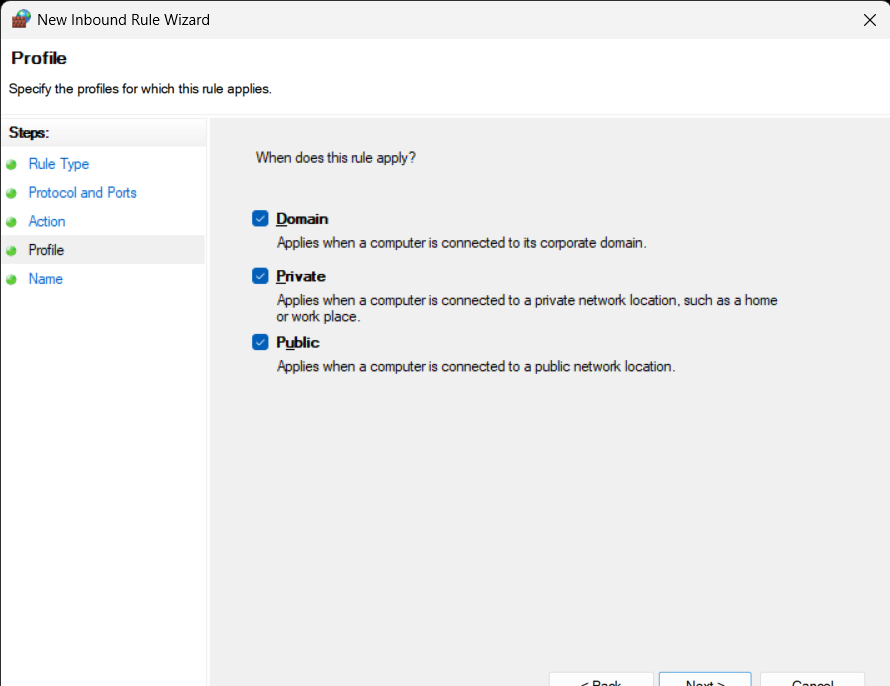 New Inbound Rule Wizard
Profile
Specify the profiles for which this rule applies.
Steps:
Rule Type
Protocol and Ports
Action
Profile
Name
When does this rule apply?
Domain
Applies when a computer is connected to its corporate domain.
Private
Applies when a computer is connected to a private network location, such as a home
or work place.
Public
Applies when a computer is connected to a public network location.
< Back
Next >
Cancel